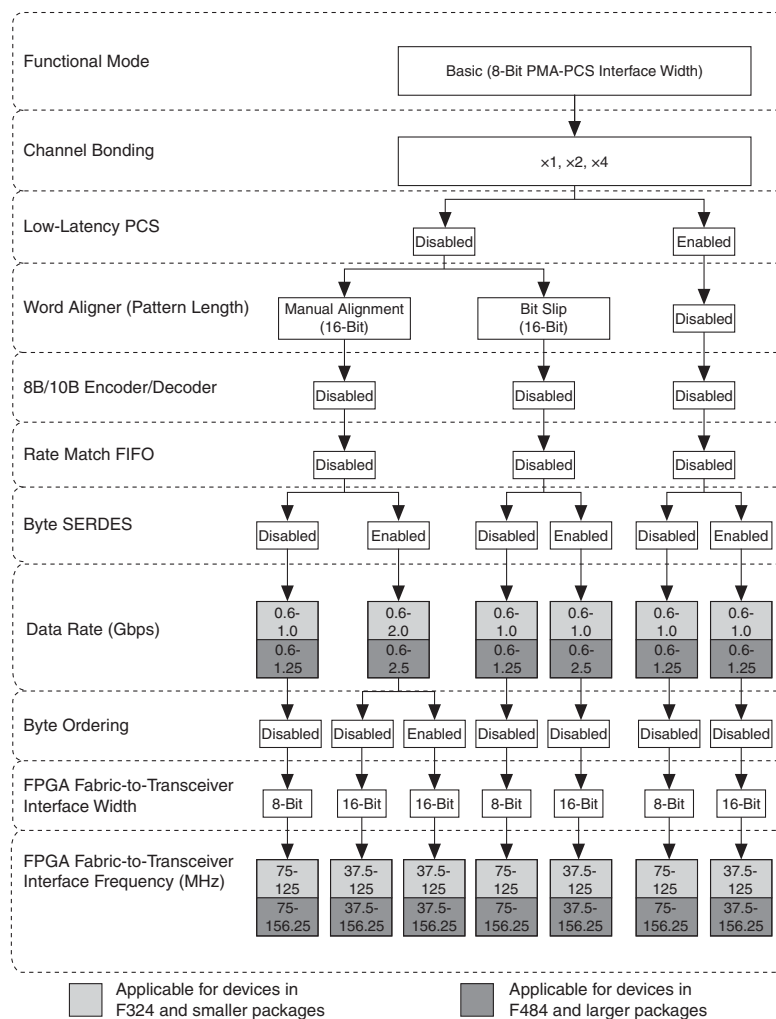 Functional Mode
Basic (8-Bit PMA-PCS Interface Width)
Channel Bonding
×1, ×2, ×4
Low-Latency PCS
Disabled
Enabled
Word Aligner (Pattern Length)
Manual Alignment
(16-Bit)
Bit Slip
(16-Bit)
Disabled
8B/10B Encoder/Decoder
Disabled
Disabled
Disabled
Rate Match FIFO
Disabled
Disabled
Disabled
Byte SERDES
Disabled
Enabled
Disabled
Enabled
Disabled
Enabled
Data Rate (Gbps)
0.6-
1.0
0.6-
1.25
0.6-
2.0
0.6-
2.5
0.6-
1.0
0.6-
1.25
0.6-
1.0
0.6-
2.5
0.6-
1.0
0.6-
1.25
0.6-
1.0
0.6-
1.25
Byte Ordering
Disabled
Disabled
Enabled
Disabled
Disabled
Disabled
Disabled
FPGA Fabric-to-Transceiver
Interface Width
8-Bit
16-Bit
16-Bit
8-Bit
16-Bit
8-Bit
16-Bit
FPGA Fabric-to-Transceiver
Interface Frequency (MHz)
75-
125
75-
156.25
37.5-
125
37.5-
156.25
37.5-
125
37.5-
156.25
75-
125
75-
156.25
37.5-
125
37.5-
156.25
75-
125
75-
156.25
37.5-
125
37.5-
156.25
Applicable for devices in
F324 and smaller packages
Applicable for devices in
F484 and larger packages